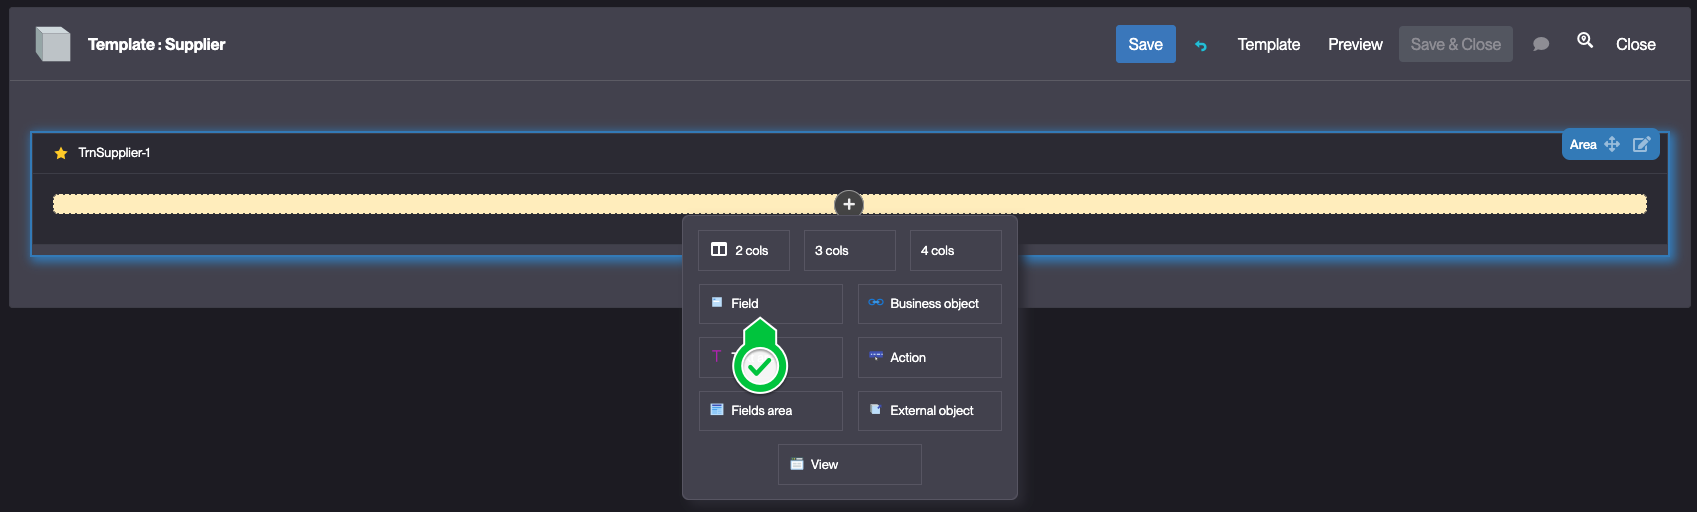 Template : Supplier
Save
Template
Preview
Save & Close
Close
TrnSupplier-1
Area
2 cols
3 cols
4 cols
Field
Business object
Action
Fields area
External object
View